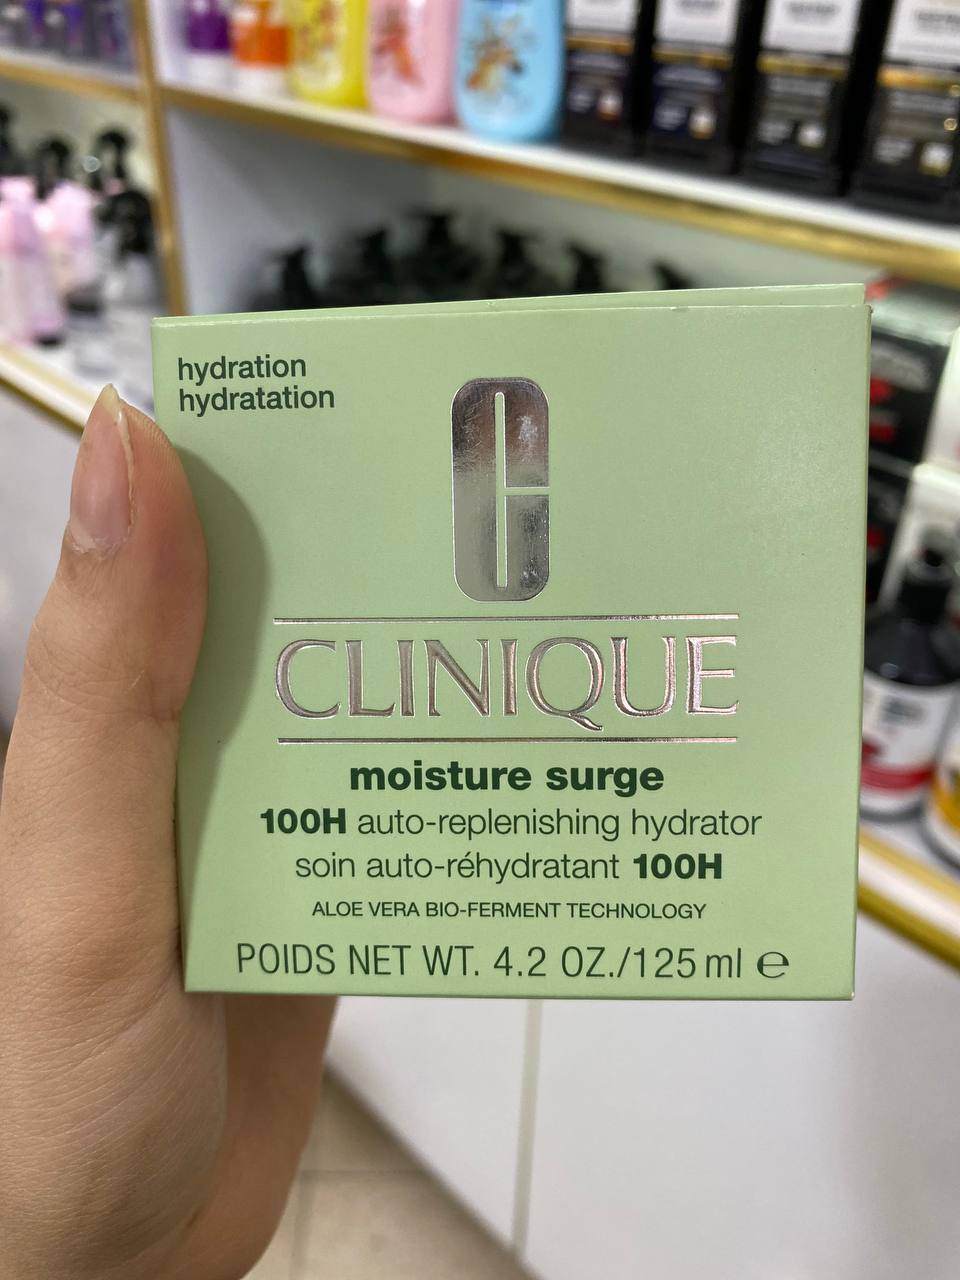 hydration
hydratation
C
CLINIQUE
moisture surge
100H auto-replenishing hydrator
soin auto-réhydratant 100H
ALOE VERA BIO-FERMENT TECHNOLOGY
POIDS NET WT. 4.2 OZ./125 ml ℮